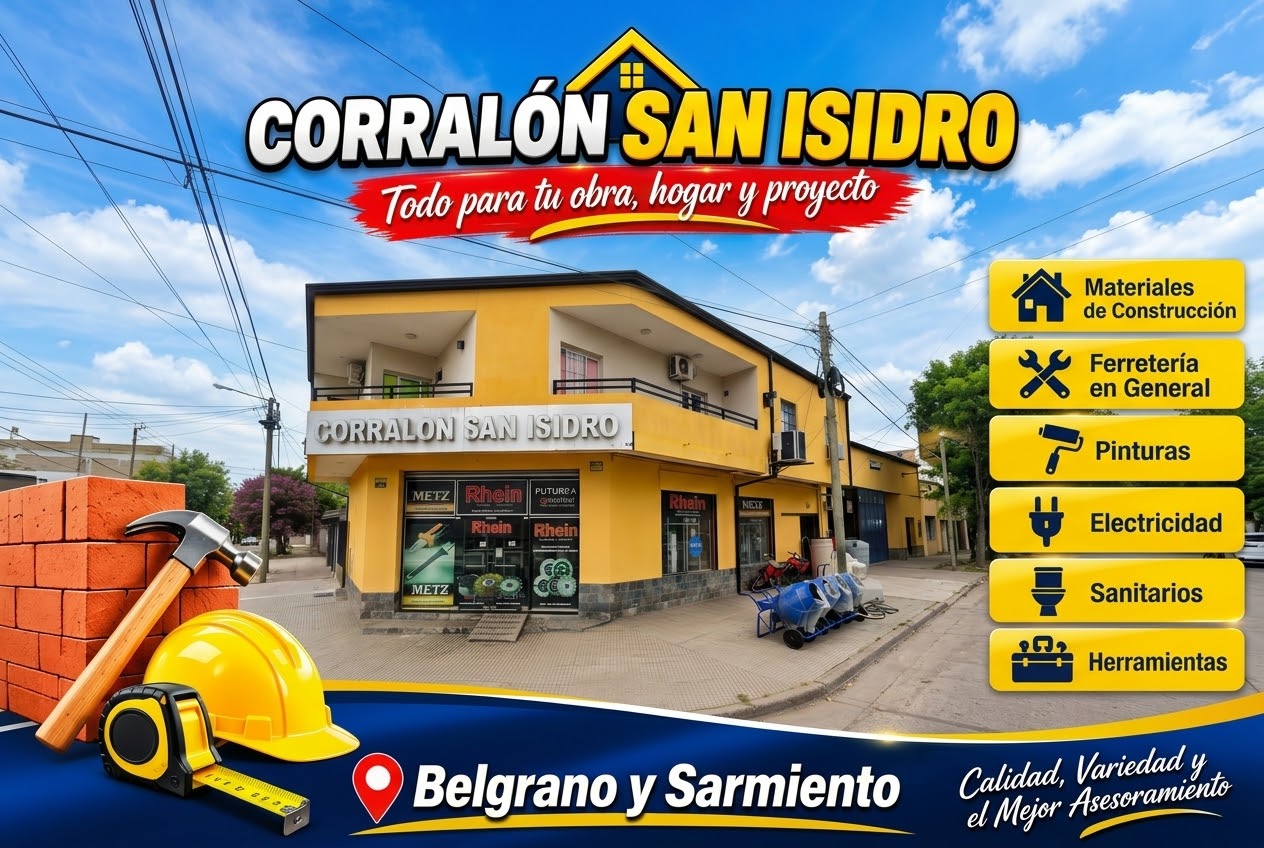 CORRALÓN SAN ISIDRO
Todo para tu obra, hogar y proyecto
Materiales
de Construcción
Ferretería
en General
Pinturas
Electricidad
Sanitarios
Herramientas
CORRALON SAN ISIDRO
METZ
Rhein
FUTURE A
Rhein
Rhein
METZ
Rhein
Belgrano y Sarmiento
Calidad, Variedad y
el Mejor Asesoramiento